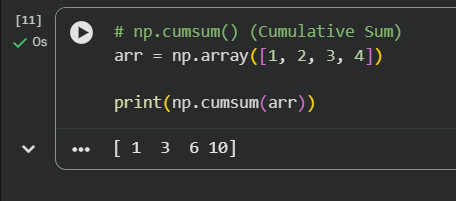 [11]
0s
# np.cumsum() (Cumulative Sum)
arr = np.array([1, 2, 3, 4])
print(np.cumsum(arr))
[ 1  3  6 10]